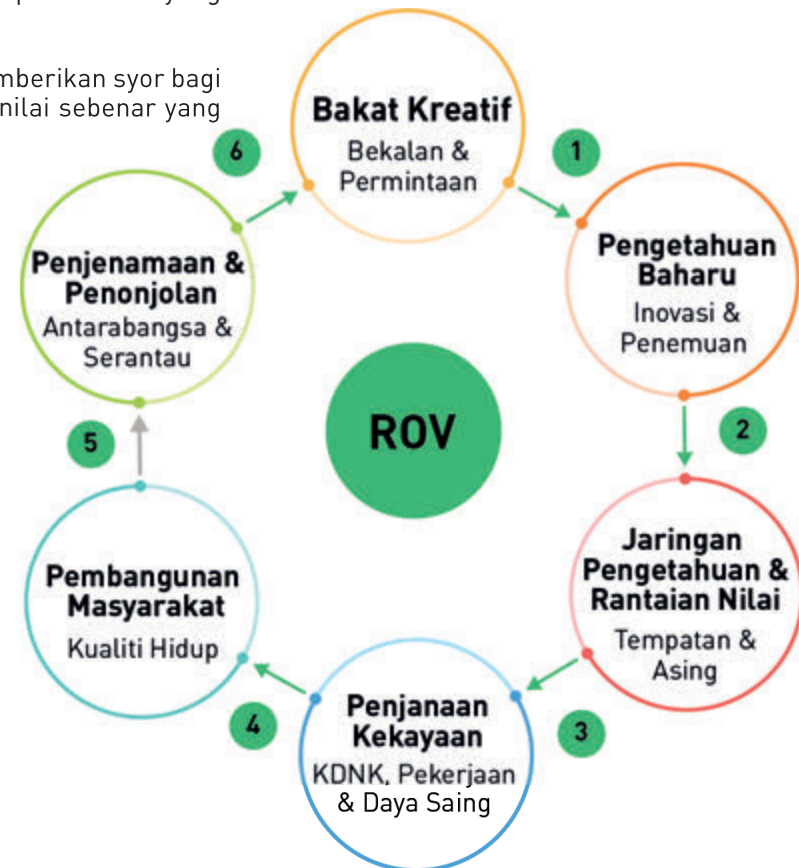 mberikan syor bagi
nilai sebenar yang
Bakat Kreatif
Bekalan &
Permintaan
1
Pengetahuan
Baharu
Inovasi &
Penemuan
2
Jaringan
Pengetahuan &
Rantaian Nilai
Tempatan &
Asing
3
Penjanaan
Kekayaan
KDNK, Pekerjaan
& Daya Saing
4
Pembangunan
Masyarakat
Kualiti Hidup
5
Penjenamaan &
Penonjolan
Antarabangsa &
Serantau
6
ROV